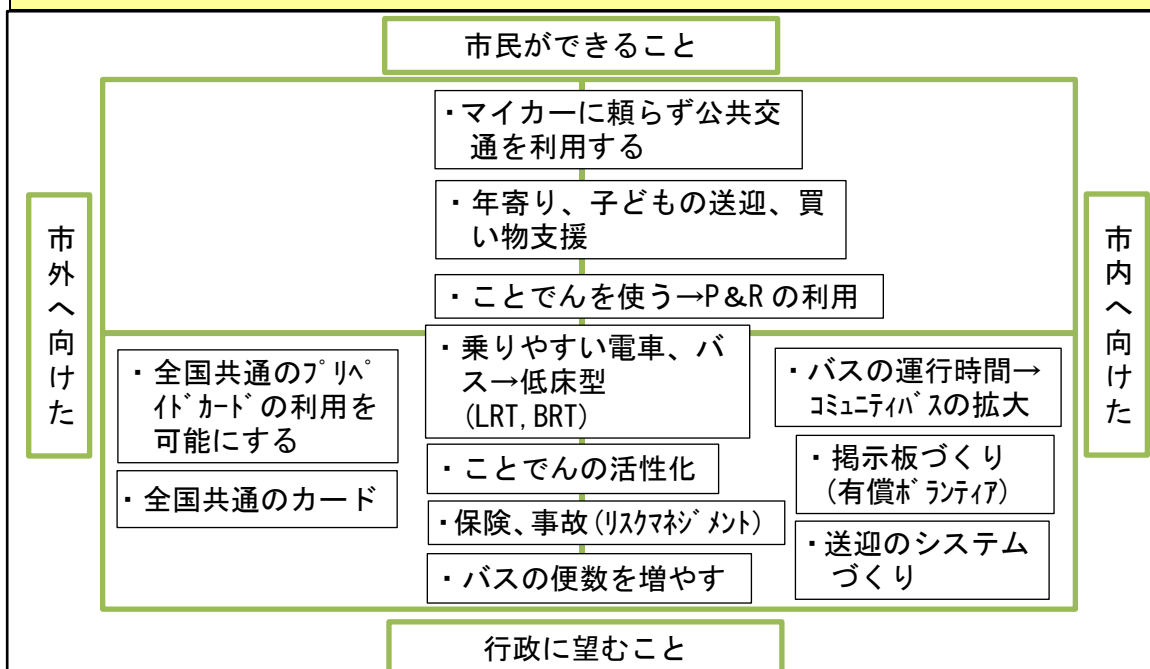 市民ができること
・マイカーに頼らず公共交
通を利用する
・年寄り、子どもの送迎、買
い物支援
・ことでんを使う→P&Rの利用
市外へ向けた
市内へ向けた
・全国共通のﾌﾟﾘﾍﾟ
ｲﾄﾞｶｰﾄﾞの利用を
可能にする
・全国共通のカード
・乗りやすい電車、バ
ス→低床型
(LRT,BRT)
・ことでんの活性化
・保険、事故(ﾘｽｸﾏﾈｼﾞﾒﾝﾄ)
・バスの便数を増やす
・バスの運行時間→
ｺﾐｭﾆﾃｨﾊﾞｽの拡大
・掲示板づくり
(有償ﾎﾞﾗﾝﾃｨｱ)
・送迎のシステム
づくり
行政に望むこと